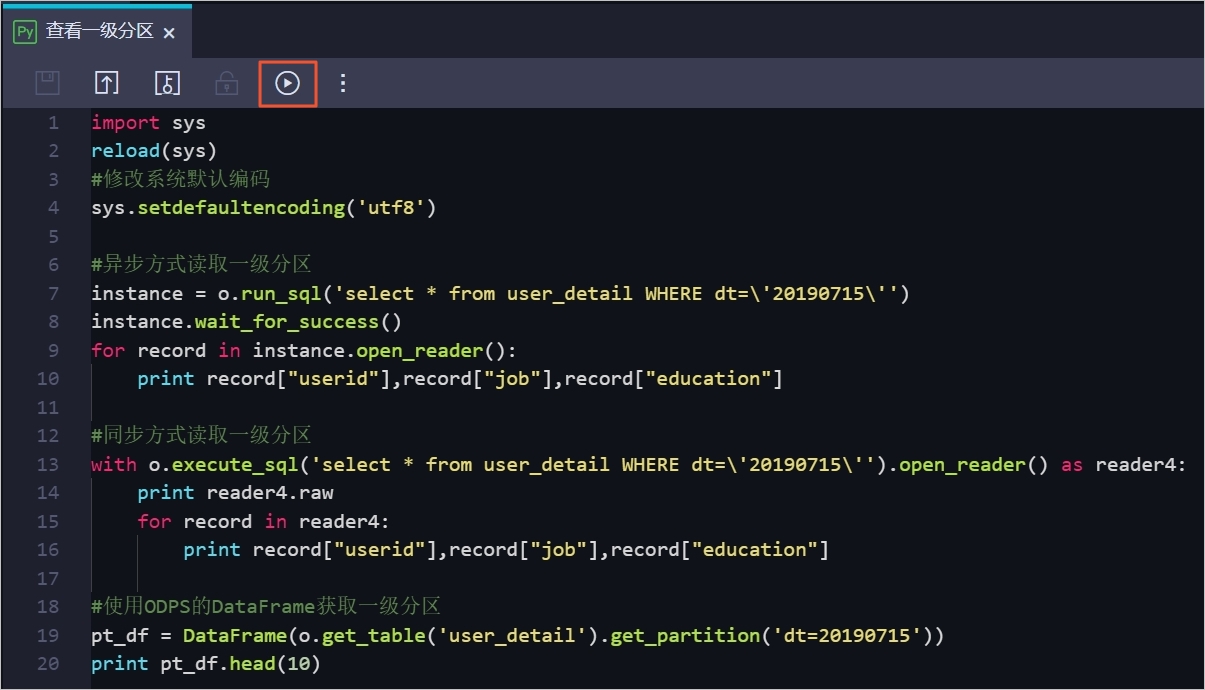 Py 查看一级分区 ×
1 import sys
2 reload(sys)
3 #修改系统默认编码
4 sys.setdefaultencoding('utf8')
5
6 #异步方式读取一级分区
7 instance = o.run_sql('select * from user_detail WHERE dt=\'20190715\'')
8 instance.wait_for_success()
9 for record in instance.open_reader():
10     print record["userid"],record["job"],record["education"]
11
12 #同步方式读取一级分区
13 with o.execute_sql('select * from user_detail WHERE dt=\'20190715\'').open_reader() as reader4:
14     print reader4.raw
15     for record in reader4:
16         print record["userid"],record["job"],record["education"]
17
18 #使用ODPS的DataFrame获取一级分区
19 pt_df = DataFrame(o.get_table('user_detail').get_partition('dt=20190715'))
20 print pt_df.head(10)